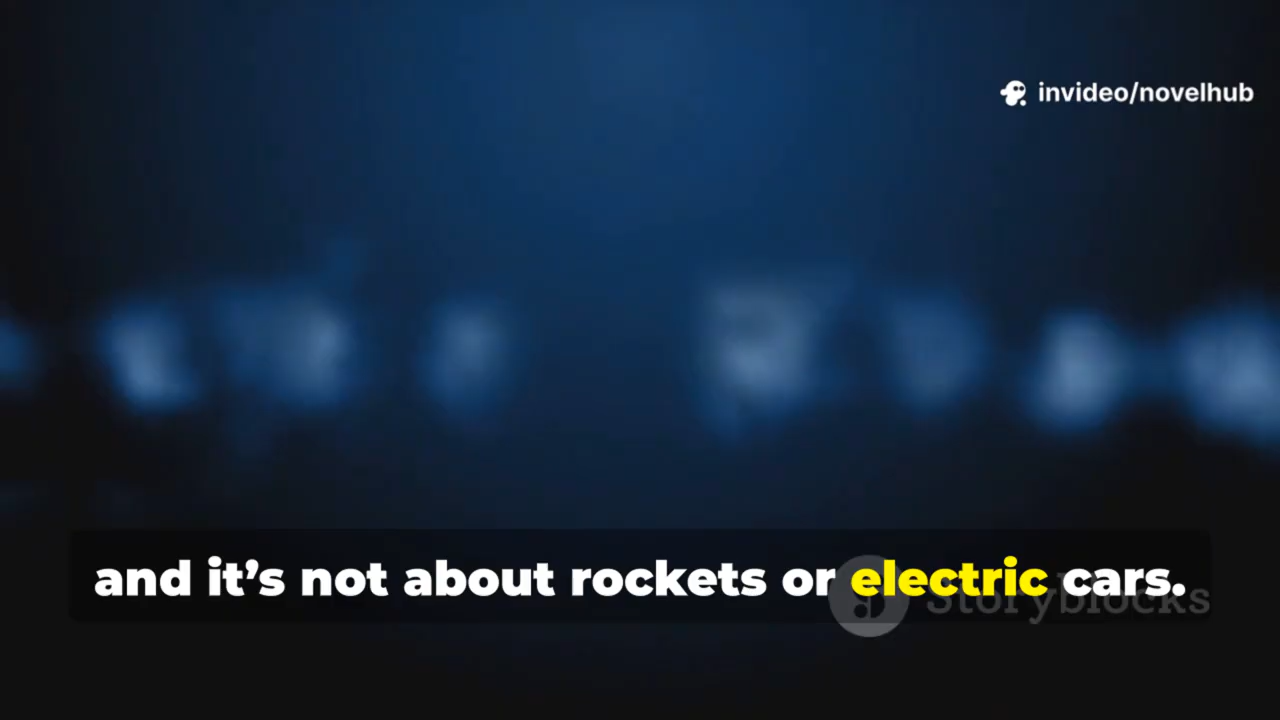 invideo/novelhub
and it's not about rockets or electric cars.
Storyblocks